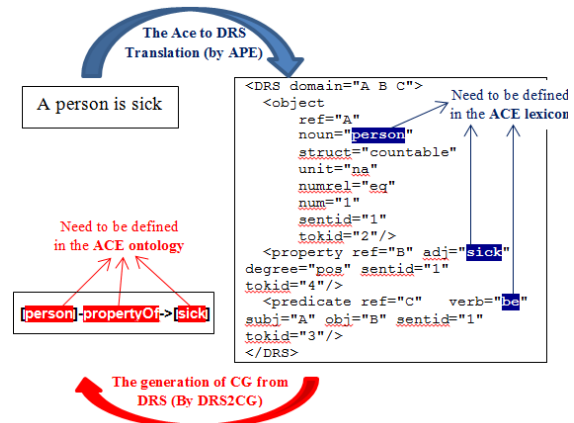 The Ace to DRS
Translation (by APE)
A person is sick
<DRS domain="A B C">
<object
ref="A"
noun="person"
struct="countable"
unit="na"
numrel="eq"
num="1"
sentid="1"
tokid="2"/>
<property ref="B" adj="sick"
degree="pos" sentid="1"
tokid="4"/>
<predicate ref="C" verb="be"
subj="A" obj="B" sentid="1"
tokid="3"/>
</DRS>
Need to be defined
in the ACE lexicon
Need to be defined
in the ACE ontology
[person]-propertyOf->[sick]
The generation of CG from
DRS (By DRS2CG)